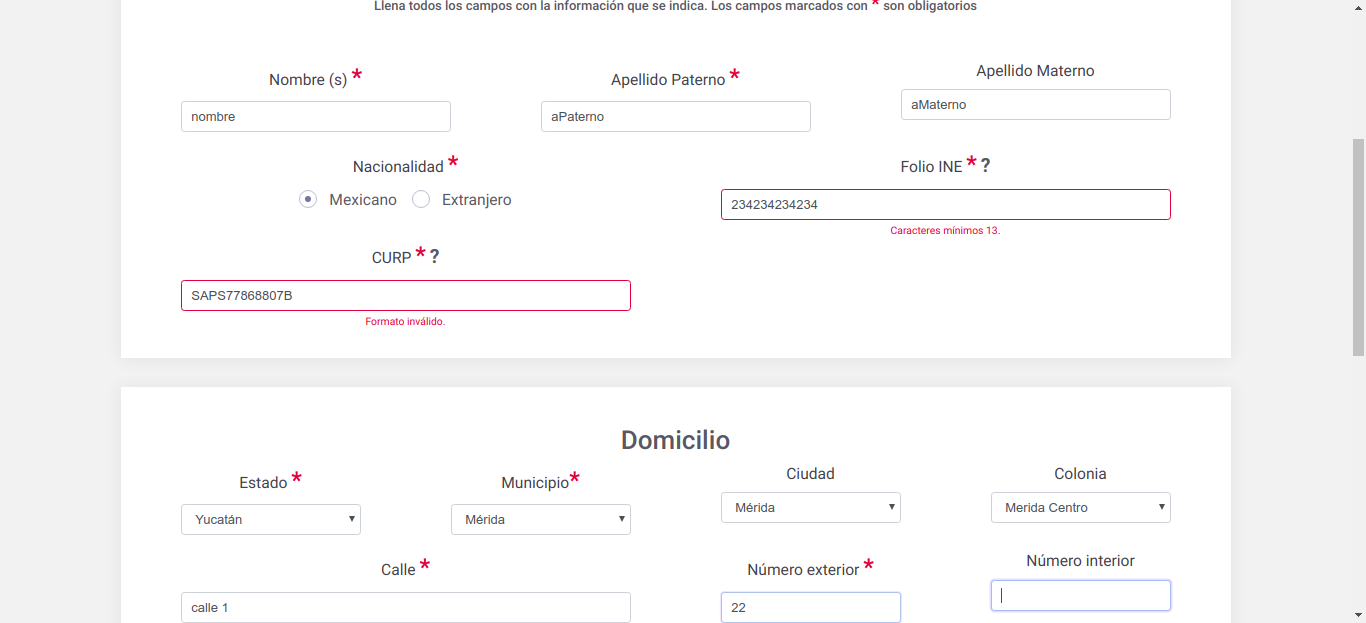 Llena todos los campos con la información que se indica. Los campos marcados con * son obligatorios
Nombre (s) *
Apellido Paterno *
Apellido Materno
nombre
aPaterno
aMaterno
Nacionalidad *
Folio INE * ?
Mexicano
Extranjero
234234234234
Caracteres mínimos 13.
CURP * ?
SAPS77868807B
Formato inválido.
Domicilio
Estado *
Municipio*
Ciudad
Colonia
Yucatán
Mérida
Mérida
Merida Centro
Calle *
Número exterior *
Número interior
calle 1
22